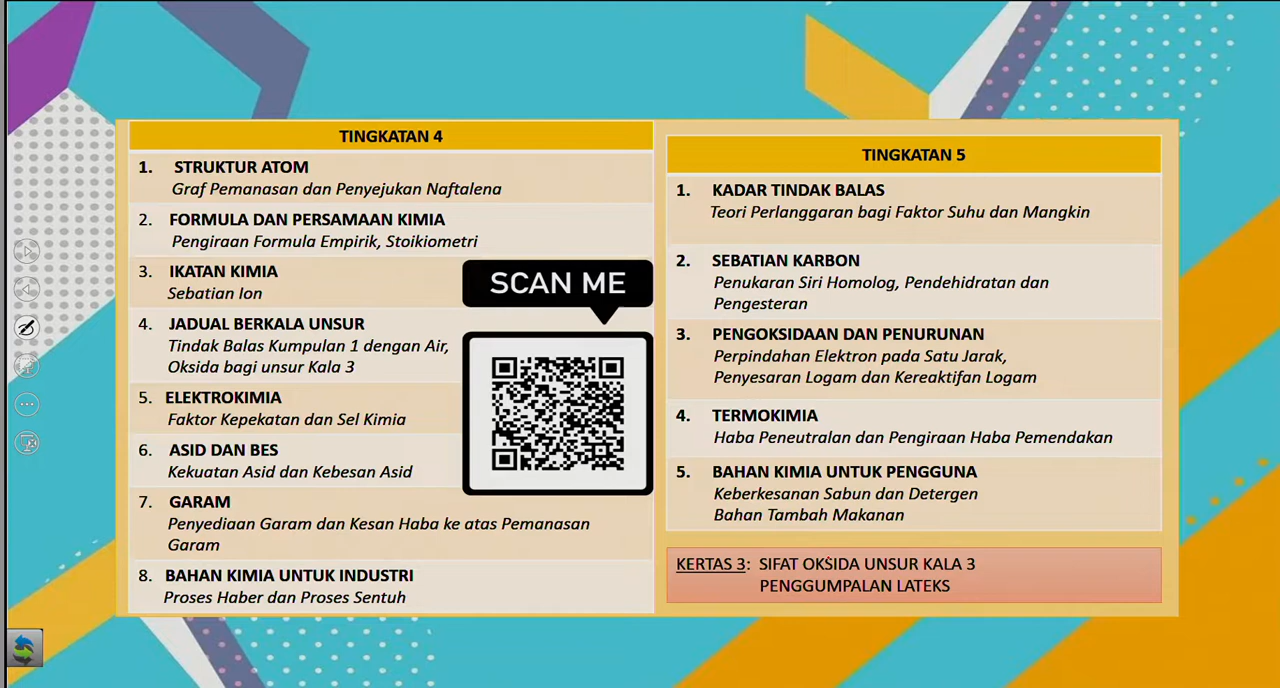 TINGKATAN 4
1. STRUKTUR ATOM
Graf Pemanasan dan Penyejukan Naftalena
2. FORMULA DAN PERSAMAAN KIMIA
Pengiraan Formula Empirik, Stoikiometri
3. IKATAN KIMIA
Sebatian Ion
4. JADUAL BERKALA UNSUR
Tindak Balas Kumpulan 1 dengan Air,
Oksida bagi unsur Kala 3
5. ELEKTROKIMIA
Faktor Kepekatan dan Sel Kimia
6. ASID DAN BES
Kekuatan Asid dan Kebesan Asid
7. GARAM
Penyediaan Garam dan Kesan Haba ke atas Pemanasan
Garam
8. BAHAN KIMIA UNTUK INDUSTRI
Proses Haber dan Proses Sentuh
SCAN ME
TINGKATAN 5
1. KADAR TINDAK BALAS
Teori Perlanggaran bagi Faktor Suhu dan Mangkin
2. SEBATIAN KARBON
Penukaran Siri Homolog, Pendehidratan dan
Pengesteran
3. PENGOKSIDAAN DAN PENURUNAN
Perpindahan Elektron pada Satu Jarak,
Penyesaran Logam dan Kereaktifan Logam
4. TERMOKIMIA
Haba Peneutralan dan Pengiraan Haba Pemendakan
5. BAHAN KIMIA UNTUK PENGGUNA
Keberkesanan Sabun dan Detergen
Bahan Tambah Makanan
KERTAS 3: SIFAT OKSIDA UNSUR KALA 3
PENGGUMPALAN LATEKS